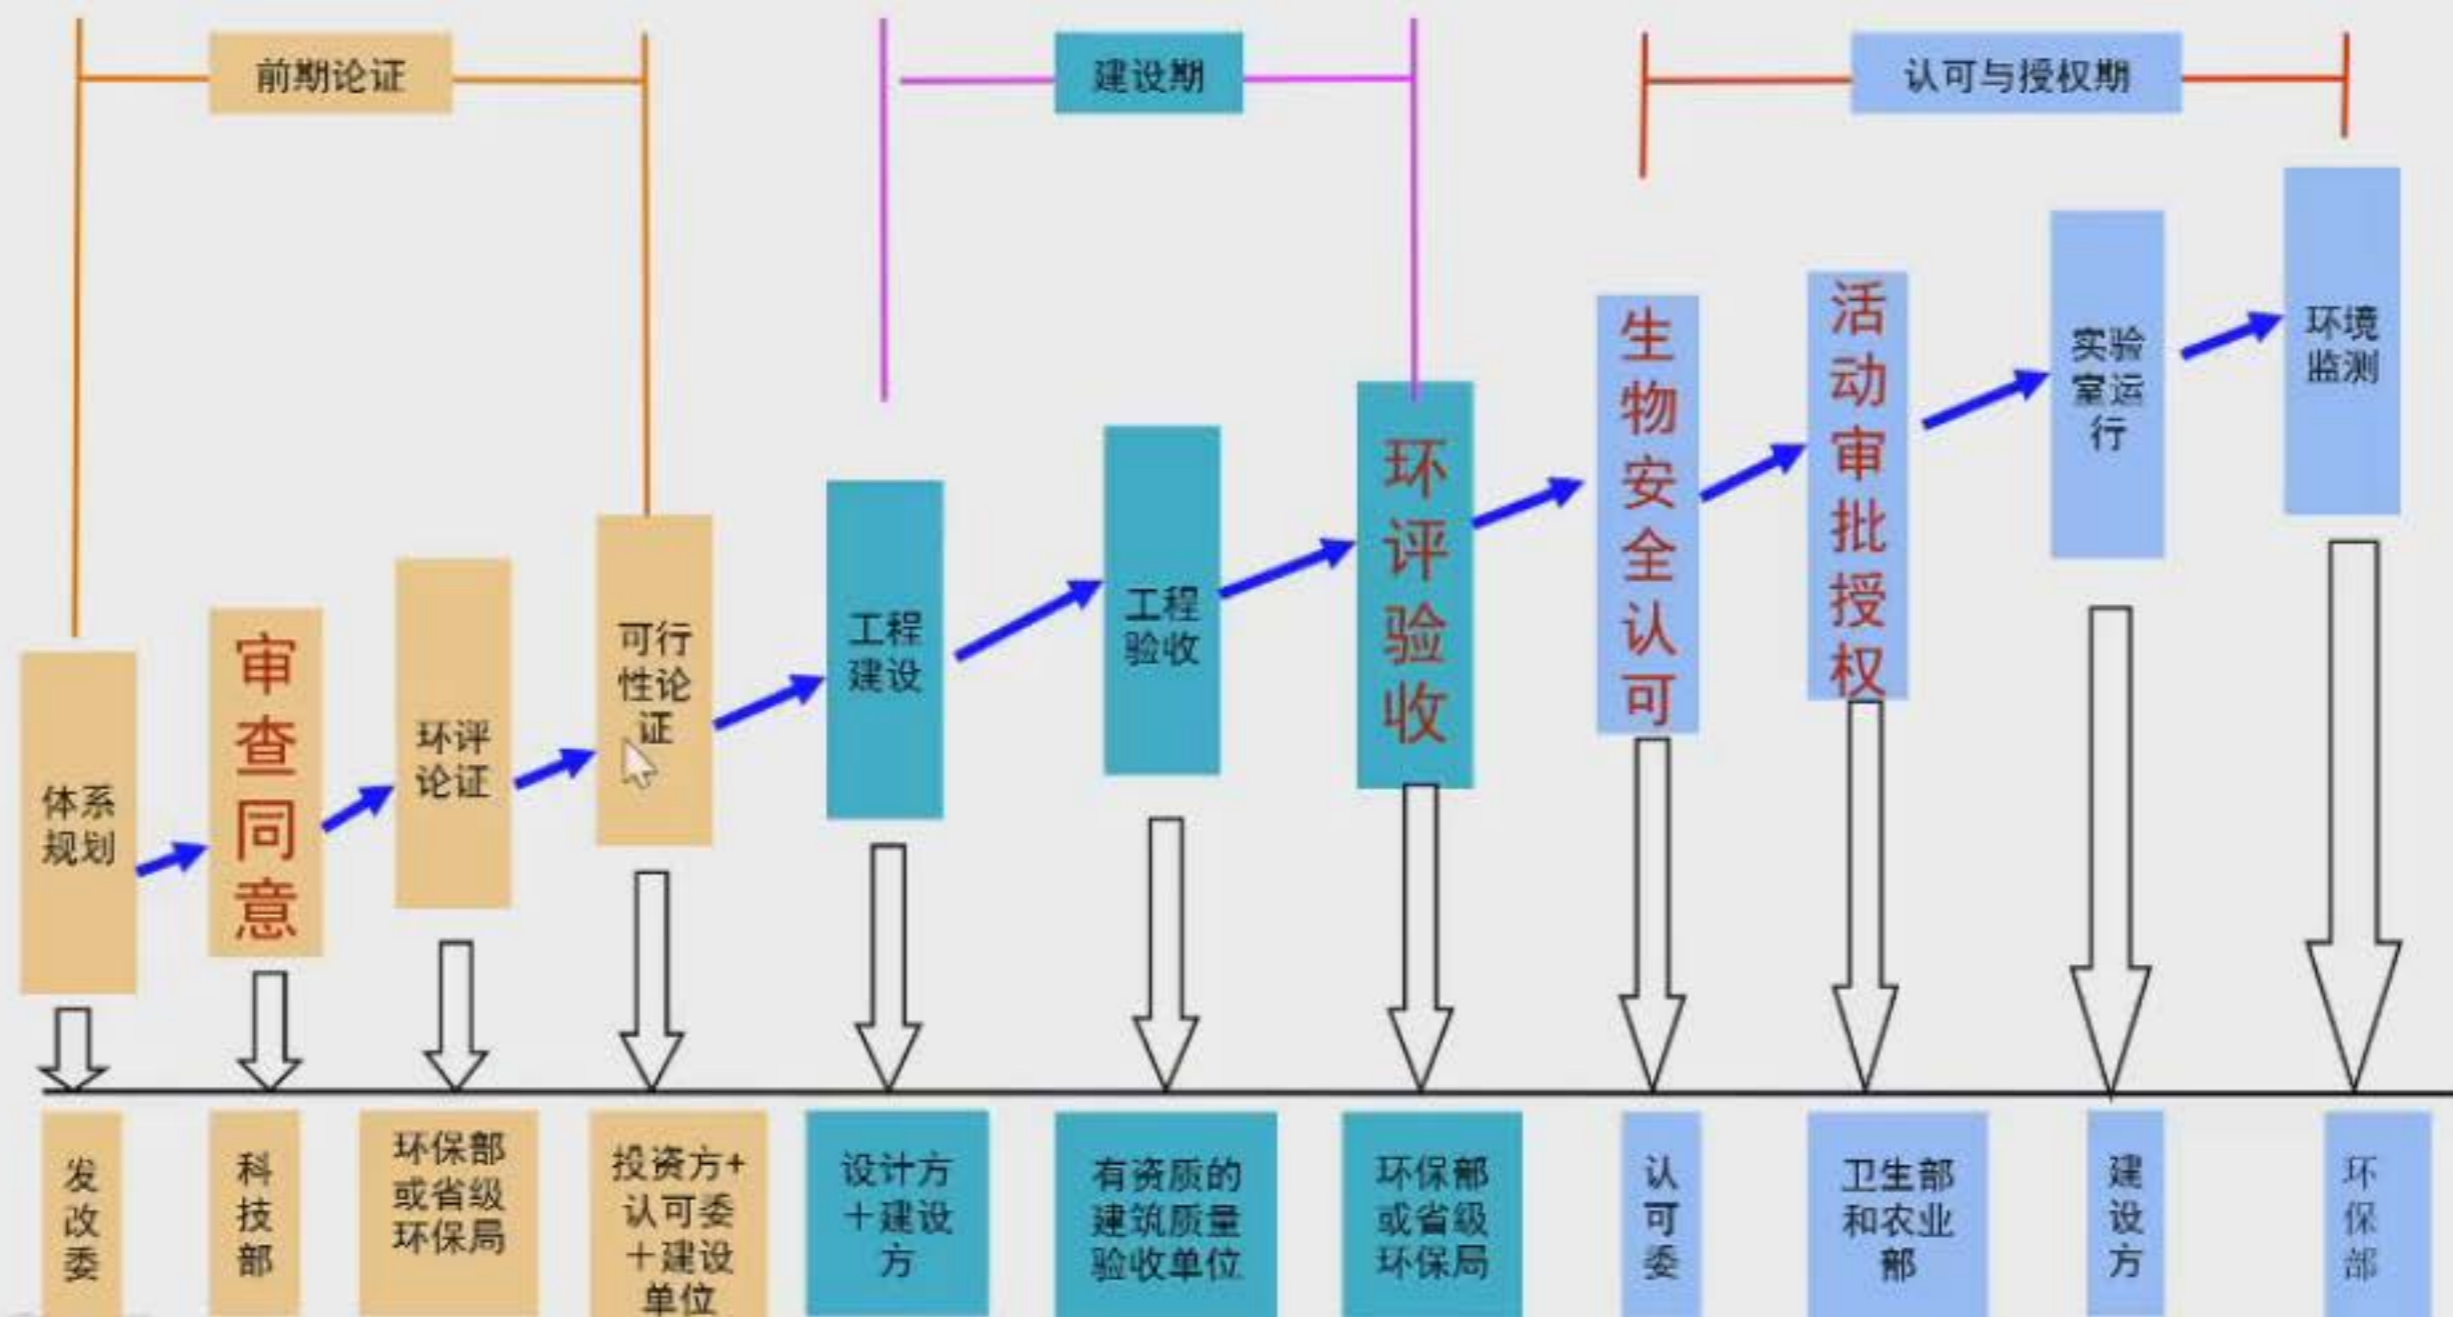 前期论证
建设期
认可与授权期
体系
规划
审
查
同
意
环评
论证
可行
性论
证
工程
建设
工程
验收
环
评
验
收
生
物
安
全
认
可
活
动
审
批
授
权
实验
室运
行
环境
监测
发
改
委
科
技
部
环保部
或省级
环保局
投资方+
认可委
+建设
单位
设计方
+建设
方
有资质的
建筑质量
验收单位
环保部
或省级
环保局
认
可
委
卫生部
和农业
部
建
设
方
环
保
部